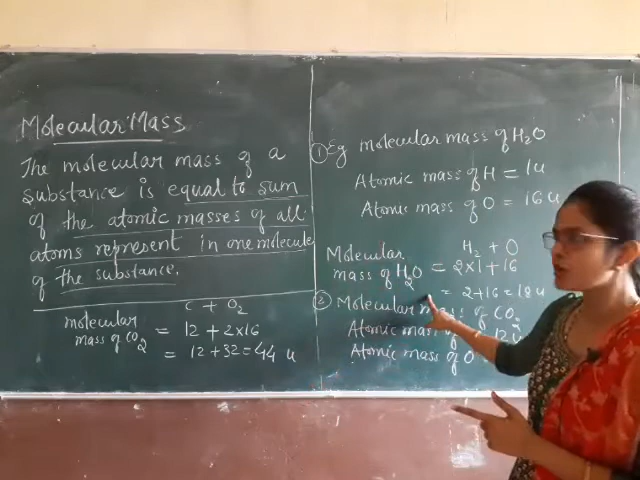 Molecular Mass
The molecular mass of a
substance is equal to sum
of the atomic masses of all
atoms represent in one molecule
of the substance.
C + O2
molecular
mass of CO2 = 12 + 2x16
= 12 + 32 = 44 u
① Eg molecular mass of H2O
Atomic mass of H = 1u
Atomic mass of O = 16 u
H2 + O
Molecular
mass of H2O = 2x1 + 16
= 2+16 = 18 u
② Molecular mass of CO2
Atomic mass 12 u
Atomic mass of O